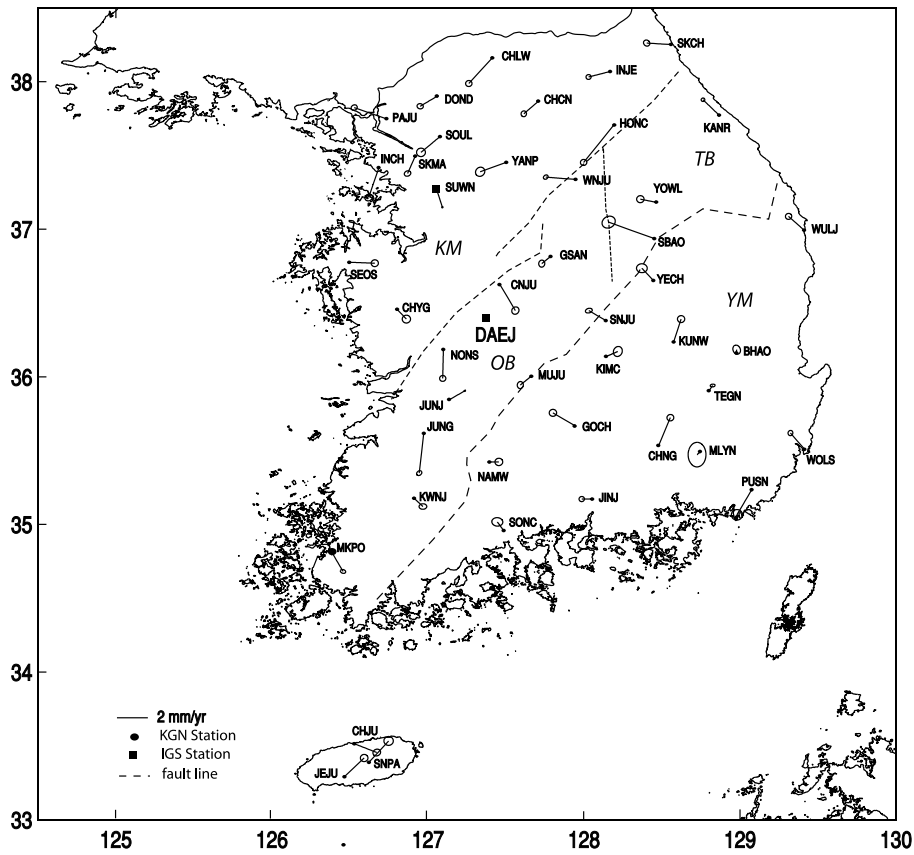 38
37
36
35
34
33
SKCH
CHLW
INJE
DOND
CHCN
PAJU
HONC
KANR
SOUL
INCH
SKMA
YANP
TB
WNJU
SUWN
YOWL
WULJ
KM
SBAO
GSAN
SEOS
YECH
CNJU
CHYG
YM
SNJU
DAEJ
KUNW
BHAO
NONS
OB
KIMC
MUJU
TEGN
JUNJ
JUNG
GOCH
CHNG
MLYN
WOLS
NAMW
PUSN
KWNJ
JINJ
SONC
MKPO
2 mm/yr
KGN Station
IGS Station
fault line
CHJU
SNPA
JEJU
125 126 127 128 129 130